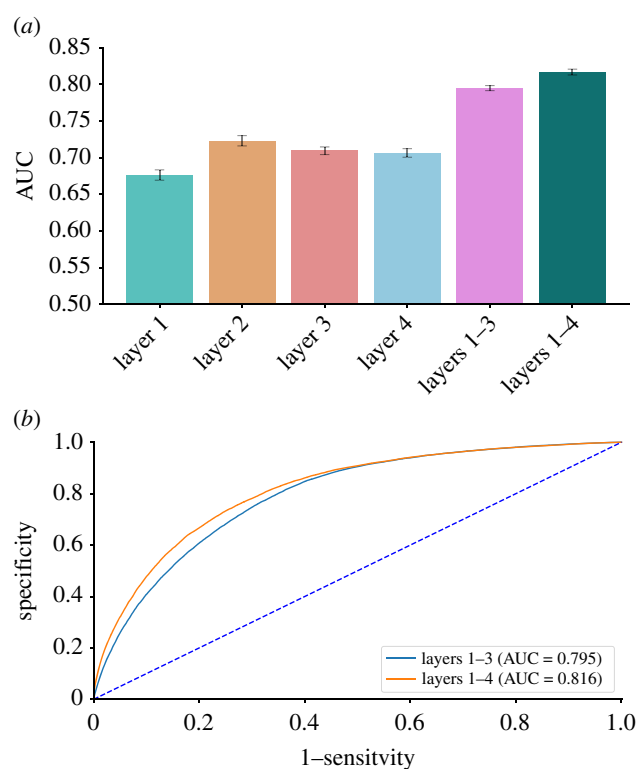 (a)
0.85
0.80
0.75
0.70
0.65
0.60
0.55
0.50
AUC
layer 1
layer 2
layer 3
layer 4
layers 1–3
layers 1–4
(b)
1.0
0.8
0.6
0.4
0.2
0
specificity
layers 1–3 (AUC = 0.795)
layers 1–4 (AUC = 0.816)
0
0.2
0.4
0.6
0.8
1.0
1–sensitvity